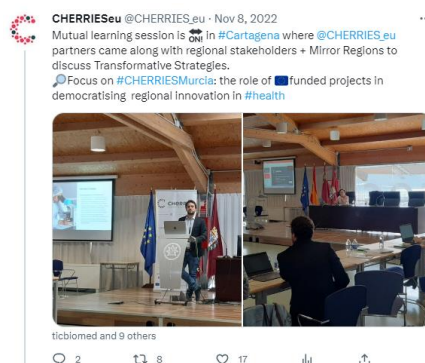 CHERRIESeu @CHERRIES_eu · Nov 8, 2022
Mutual learning session is ON! in #Cartagena where @CHERRIES_eu
partners came along with regional stakeholders + Mirror Regions to
discuss Transformative Strategies.
🔎Focus on #CHERRIESMurcia: the role of 🇪🇺funded projects in
democratising regional innovation in #health
CHERRI
ticbiomed and 9 others
2 8 17